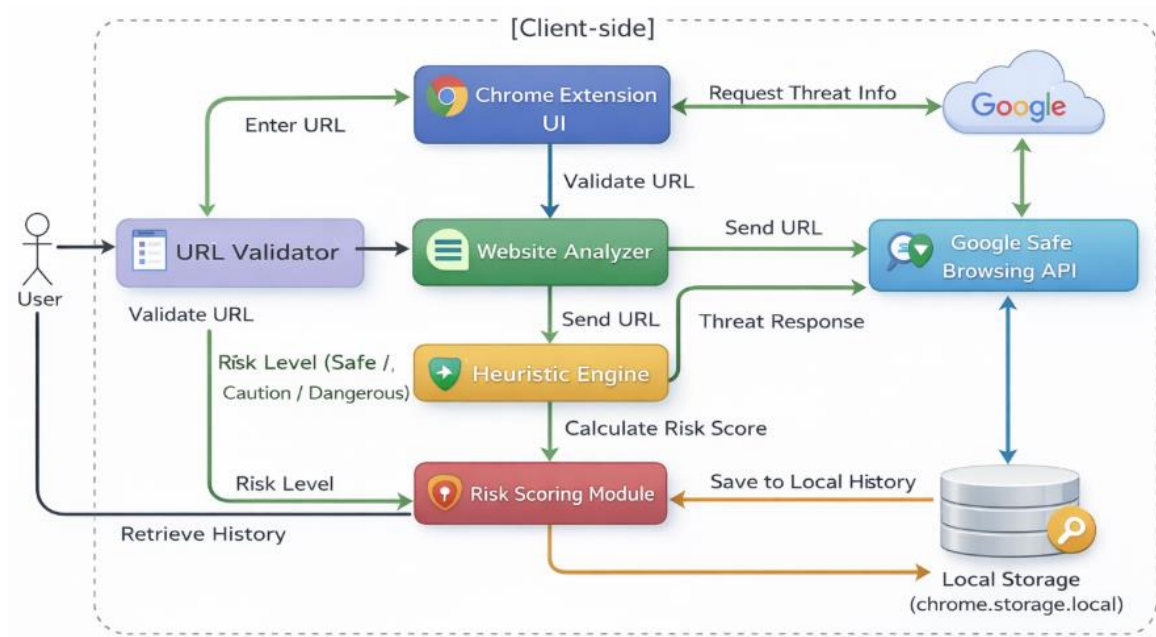 [Client-side]
Chrome Extension
UI
Request Threat Info
Google
Enter URL
Validate URL
User
URL Validator
Website Analyzer
Send URL
Google Safe
Browsing API
Validate URL
Send URL
Threat Response
Risk Level (Safe /,
Caution / Dangerous)
Heuristic Engine
Calculate Risk Score
Risk Level
Risk Scoring Module
Save to Local History
Retrieve History
Local Storage
(chrome.storage.local)